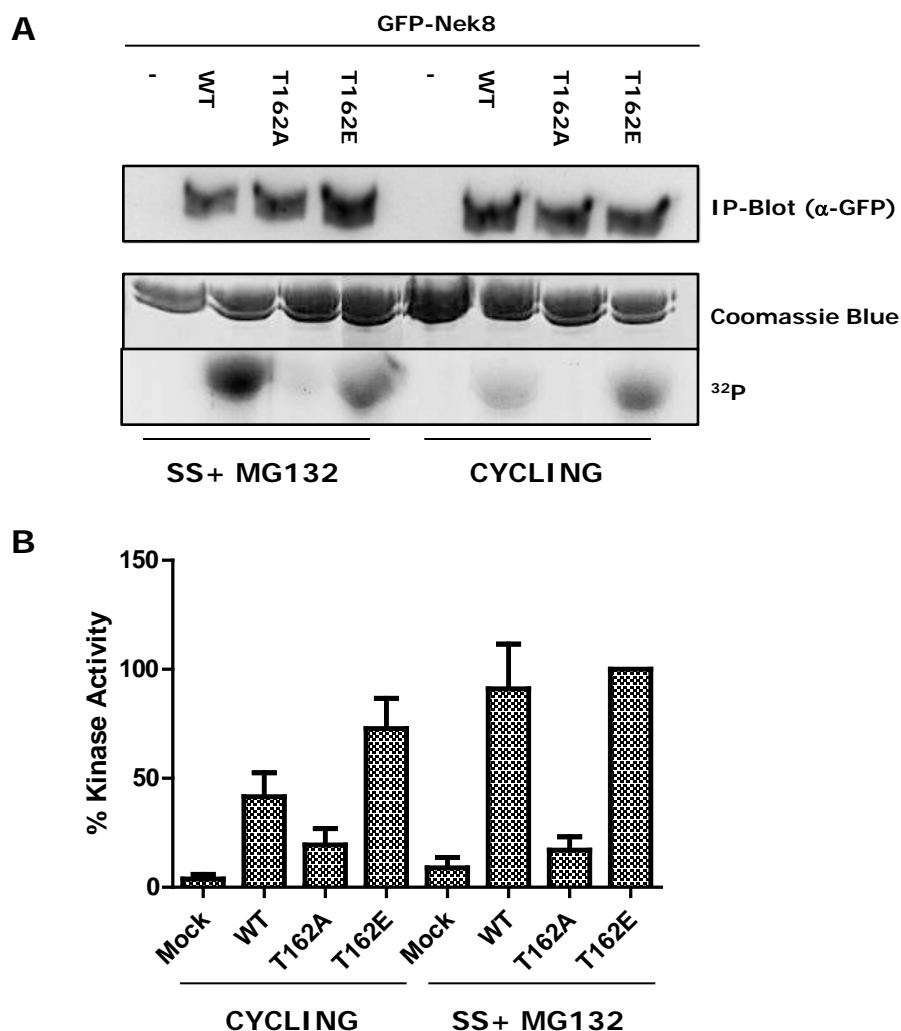 A
GFP-Nek8
- WT T162A T162E - WT T162A T162E
IP-Blot (α-GFP)
Coomassie Blue
32P
SS+ MG132 CYCLING
B
% Kinase Activity
150
100
50
0
Mock WT T162A T162E Mock WT T162A T162E
CYCLING SS+ MG132